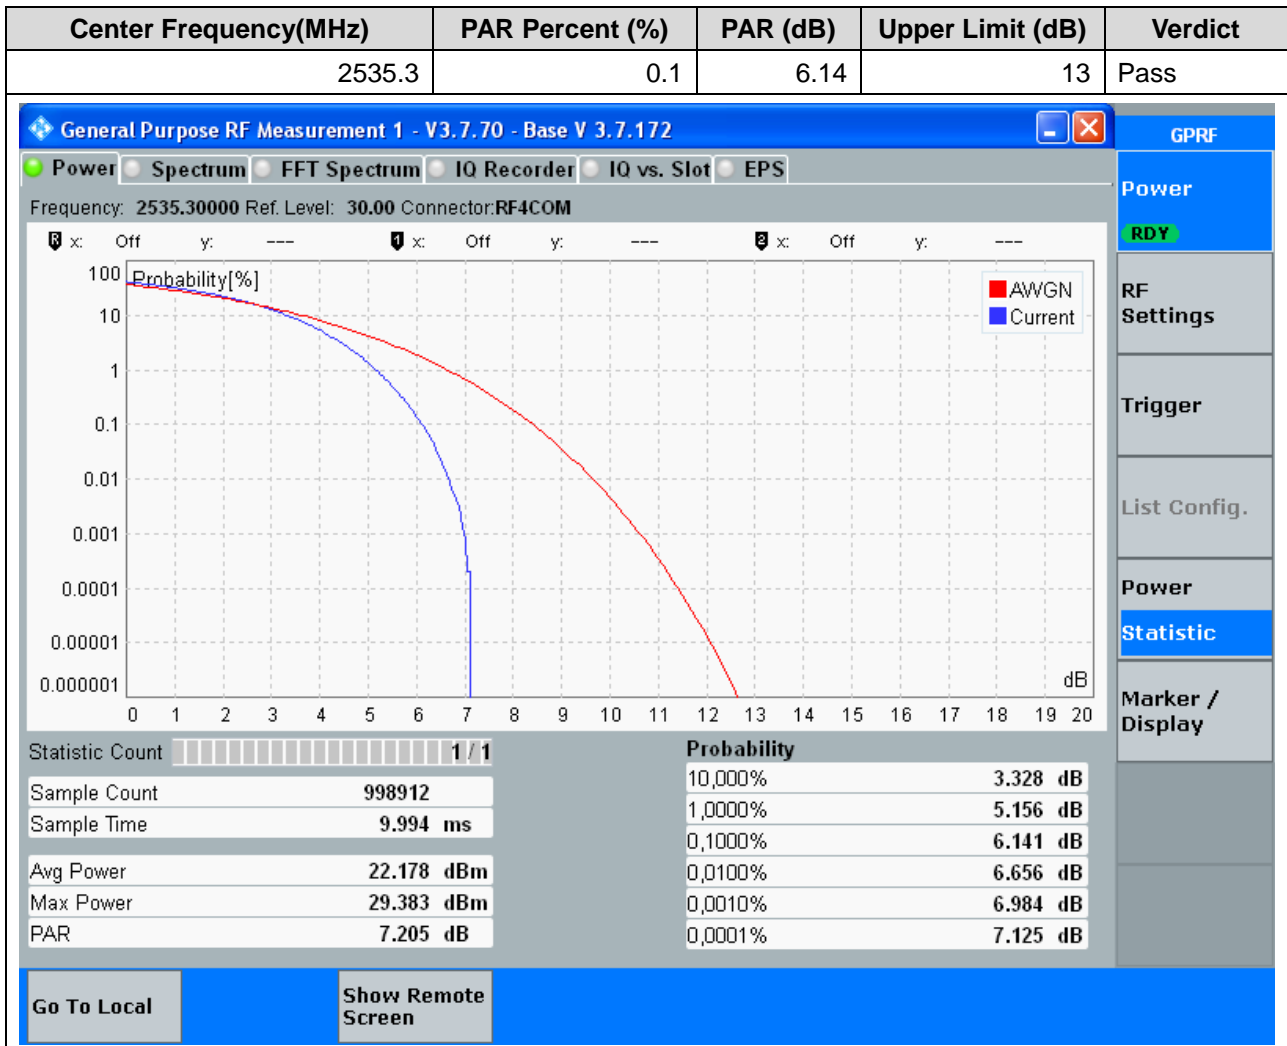 Center Frequency(MHz) PAR Percent (%) PAR (dB) Upper Limit (dB) Verdict
2535.3 0.1 6.14 13 Pass
General Purpose RF Measurement 1 - V3.7.70 - Base V 3.7.172
GPRF
Power Spectrum FFT Spectrum IQ Recorder IQ vs. Slot EPS
Frequency: 2535.30000 Ref. Level: 30.00 Connector:RF4COM
R x: Off y: --- 1 x: Off y: --- 2 x: Off y: ---
Probability[%]
AWGN
Current
100
10
1
0.1
0.01
0.001
0.0001
0.00001
0.000001
dB
0 1 2 3 4 5 6 7 8 9 10 11 12 13 14 15 16 17 18 19 20
Statistic Count 1 / 1
Sample Count 998912
Sample Time 9.994 ms
Avg Power 22.178 dBm
Max Power 29.383 dBm
PAR 7.205 dB
Probability
10,000% 3.328 dB
1,0000% 5.156 dB
0,1000% 6.141 dB
0,0100% 6.656 dB
0,0010% 6.984 dB
0,0001% 7.125 dB
Power
RDY
RF
Settings
Trigger
List Config.
Power
Statistic
Marker /
Display
Go To Local
Show Remote
Screen